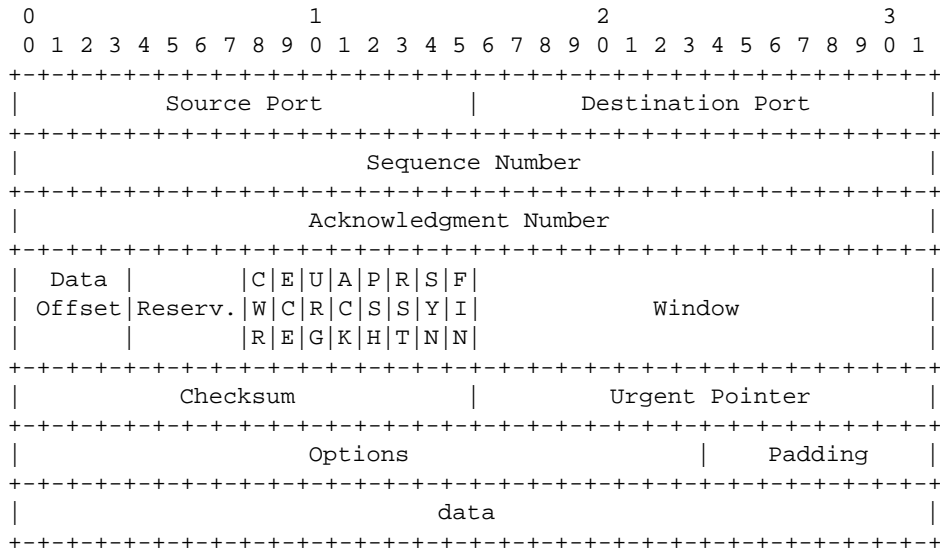 0                   1                   2                   3
 0 1 2 3 4 5 6 7 8 9 0 1 2 3 4 5 6 7 8 9 0 1 2 3 4 5 6 7 8 9 0 1
+-+-+-+-+-+-+-+-+-+-+-+-+-+-+-+-+-+-+-+-+-+-+-+-+-+-+-+-+-+-+-+-+
|          Source Port          |       Destination Port        |
+-+-+-+-+-+-+-+-+-+-+-+-+-+-+-+-+-+-+-+-+-+-+-+-+-+-+-+-+-+-+-+-+
|                        Sequence Number                        |
+-+-+-+-+-+-+-+-+-+-+-+-+-+-+-+-+-+-+-+-+-+-+-+-+-+-+-+-+-+-+-+-+
|                    Acknowledgment Number                      |
+-+-+-+-+-+-+-+-+-+-+-+-+-+-+-+-+-+-+-+-+-+-+-+-+-+-+-+-+-+-+-+-+
|  Data |       |C|E|U|A|P|R|S|F|                               |
| Offset|Reserv.|W|C|R|C|S|S|Y|I|            Window             |
|       |       |R|E|G|K|H|T|N|N|                               |
+-+-+-+-+-+-+-+-+-+-+-+-+-+-+-+-+-+-+-+-+-+-+-+-+-+-+-+-+-+-+-+-+
|           Checksum            |         Urgent Pointer        |
+-+-+-+-+-+-+-+-+-+-+-+-+-+-+-+-+-+-+-+-+-+-+-+-+-+-+-+-+-+-+-+-+
|                    Options                    |    Padding    |
+-+-+-+-+-+-+-+-+-+-+-+-+-+-+-+-+-+-+-+-+-+-+-+-+-+-+-+-+-+-+-+-+
|                             data                              |
+-+-+-+-+-+-+-+-+-+-+-+-+-+-+-+-+-+-+-+-+-+-+-+-+-+-+-+-+-+-+-+-+